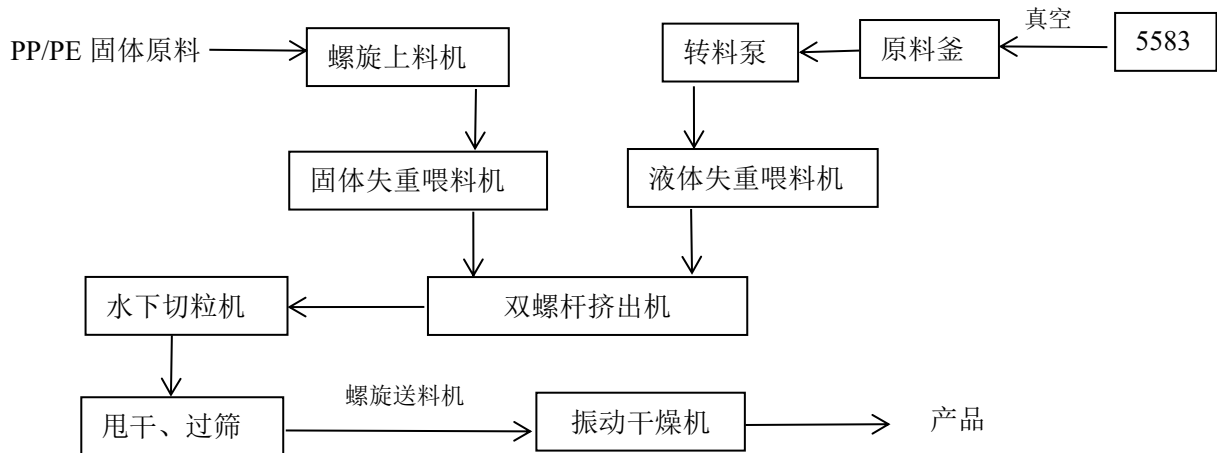 真空
PP/PE 固体原料
螺旋上料机
转料泵
原料釜
5583
固体失重喂料机
液体失重喂料机
水下切粒机
双螺杆挤出机
螺旋送料机
甩干、过筛
振动干燥机
产品